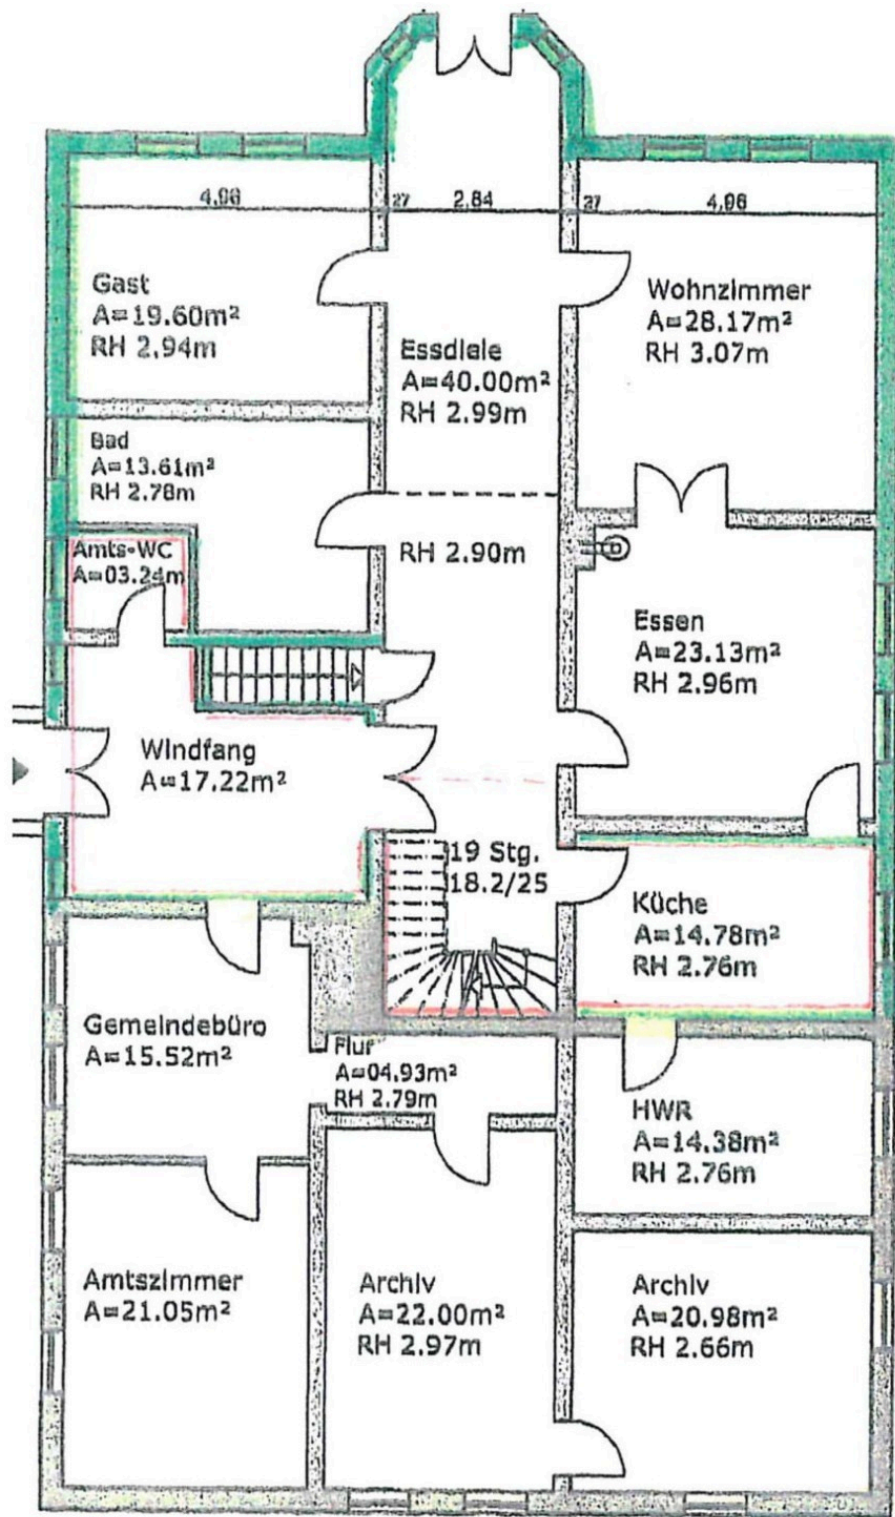 4.96 27 2.84 27 4.96
Gast
A=19.60m²
RH 2.94m
Wohnzimmer
A=28.17m²
RH 3.07m
Essdiele
A=40.00m²
RH 2.99m
Bad
A=13.61m²
RH 2.78m
RH 2.90m
Amts-WC
A=03.24m
Essen
A=23.13m²
RH 2.96m
Windfang
A=17.22m²
19 Stg.
18.2/25
Küche
A=14.78m²
RH 2.76m
Gemeindebüro
A=15.52m²
Flur
A=04.93m²
RH 2.79m
HWR
A=14.38m²
RH 2.76m
Amtszimmer
A=21.05m²
Archiv
A=22.00m²
RH 2.97m
Archiv
A=20.98m²
RH 2.66m